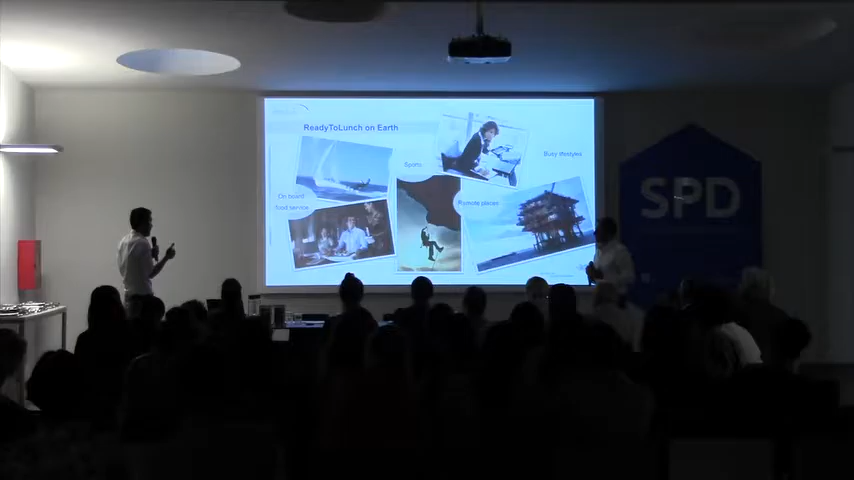 ReadyToLunch on Earth
Busy lifestyles
Sports
On board
food service
Remote places
SPD